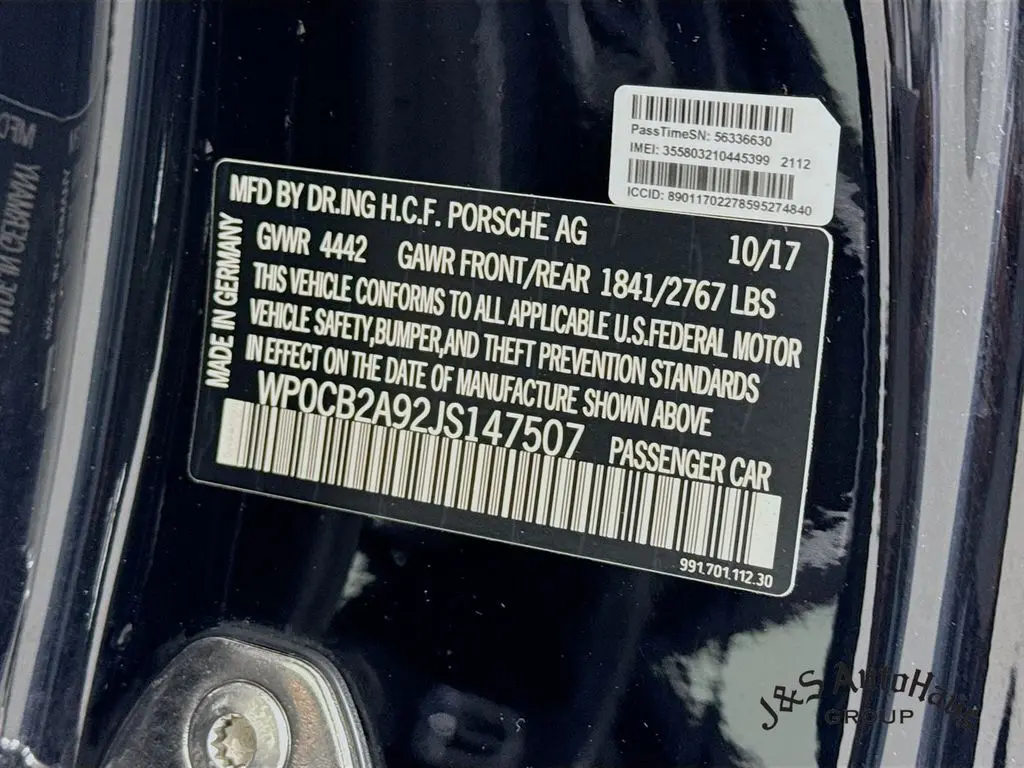 PassTimeSN: 56336630
IMEI: 355803210445399 2112
ICCID: 89011702278595274840
MFD BY DR.ING H.C.F. PORSCHE AG 10/17
GVWR 4442 GAWR FRONT/REAR 1841/2767 LBS
THIS VEHICLE CONFORMS TO ALL APPLICABLE U.S.FEDERAL MOTOR
VEHICLE SAFETY,BUMPER,AND THEFT PREVENTION STANDARDS
IN EFFECT ON THE DATE OF MANUFACTURE SHOWN ABOVE
WP0CB2A92JS147507 PASSENGER CAR
MADE IN GERMANY
991.701.112.30
J&S AutoHaus
GROUP